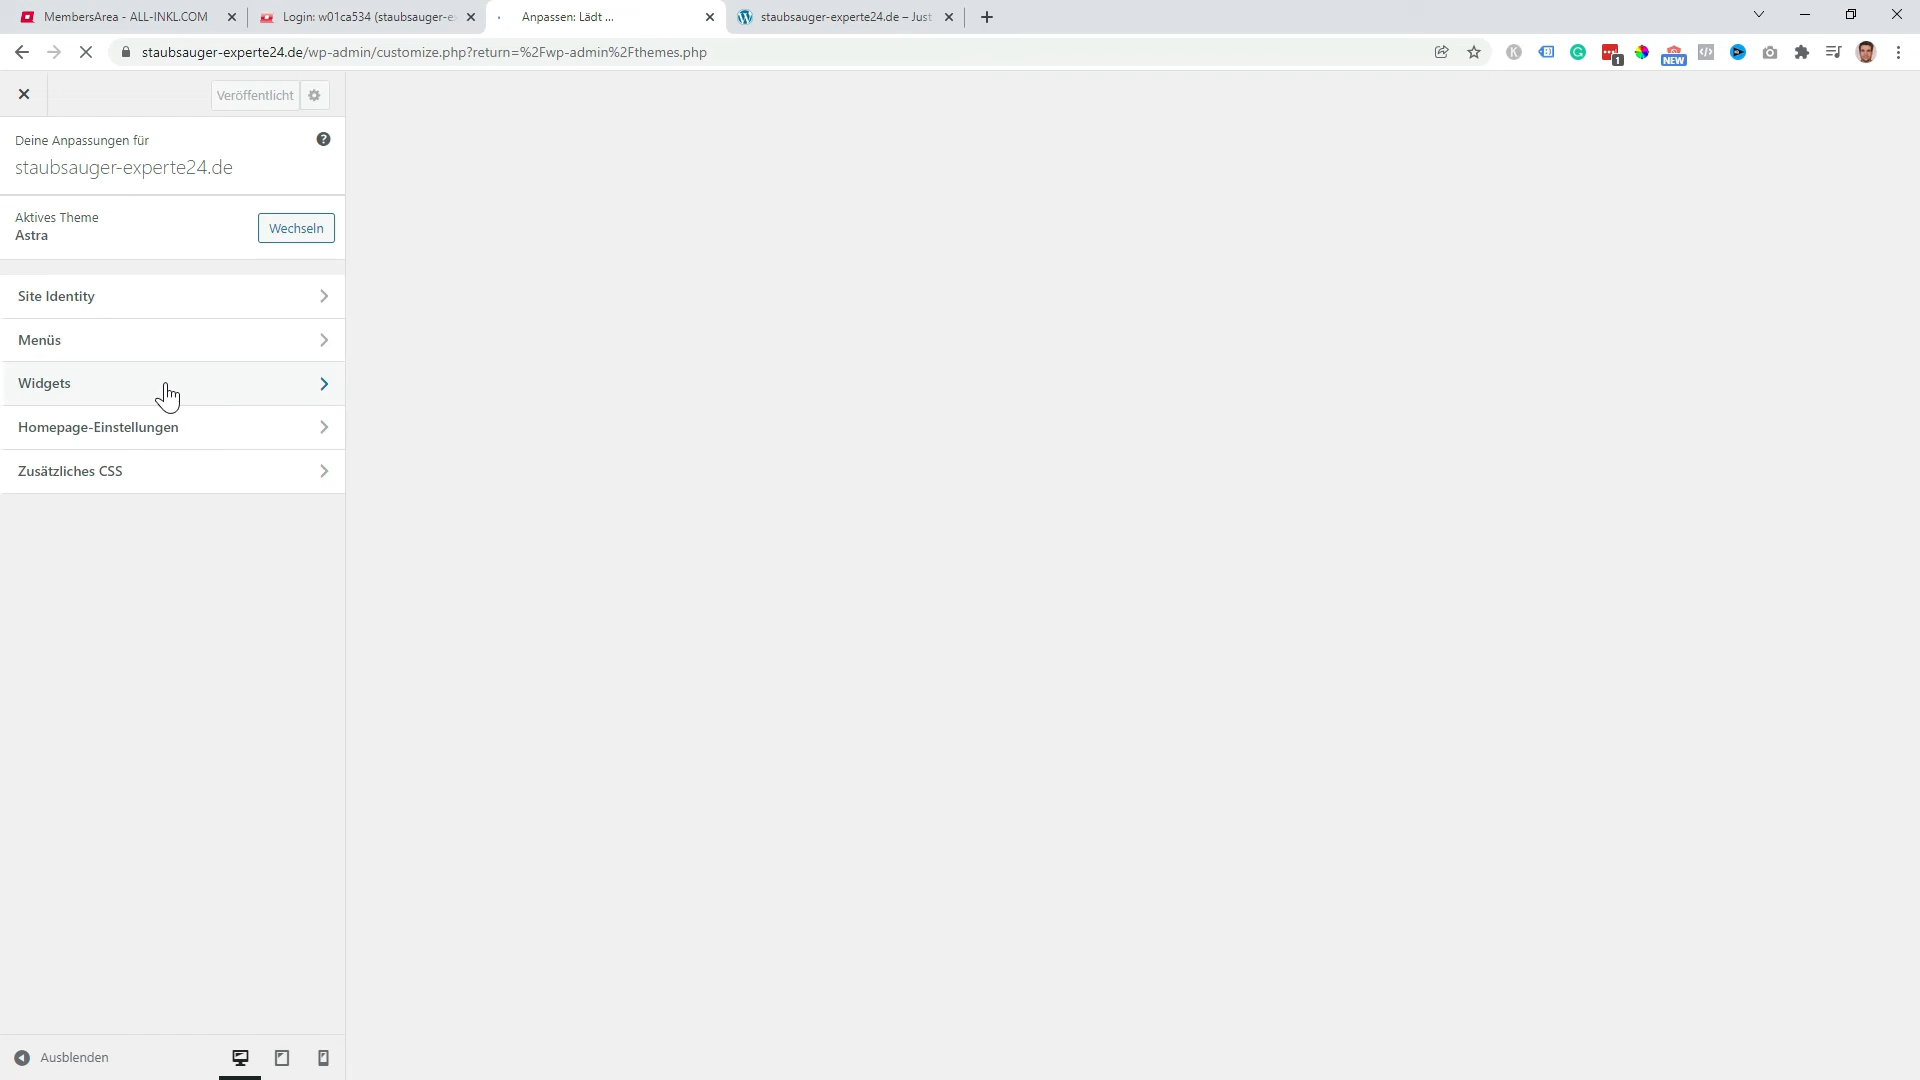 MembersArea - ALL-INKL.COM
Login: w01ca534 (staubsauger-e
Anpassen: Lädt ...
staubsauger-experte24.de – Just
staubsauger-experte24.de/wp-admin/customize.php?return=%2Fwp-admin%2Fthemes.php
1
NEW
Veröffentlicht
Deine Anpassungen für
staubsauger-experte24.de
Aktives Theme
Astra
Wechseln
Site Identity
Menüs
Widgets
Homepage-Einstellungen
Zusätzliches CSS
Ausblenden